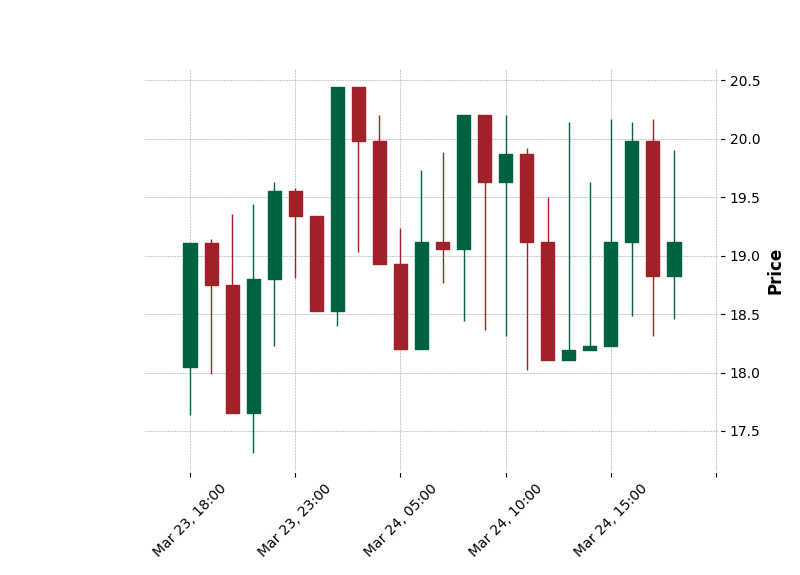 20.5
20.0
19.5
19.0
18.5
18.0
17.5
Price
Mar 23, 18:00
Mar 23, 23:00
Mar 24, 05:00
Mar 24, 10:00
Mar 24, 15:00